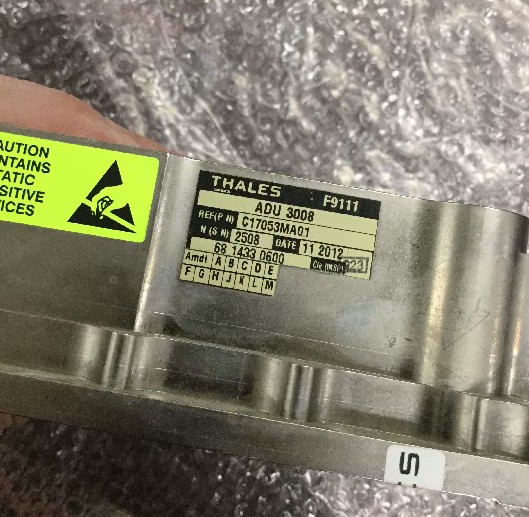 AUTION
NTAINS
TATIC
SITIVE
ICES
THALES F9111
ADU 3008
REF(P N) C17053MA01
N (S N) 2508 DATE 11 2012
68 1433 0600 323
Amdt A B C D E
F G H J K L M
S